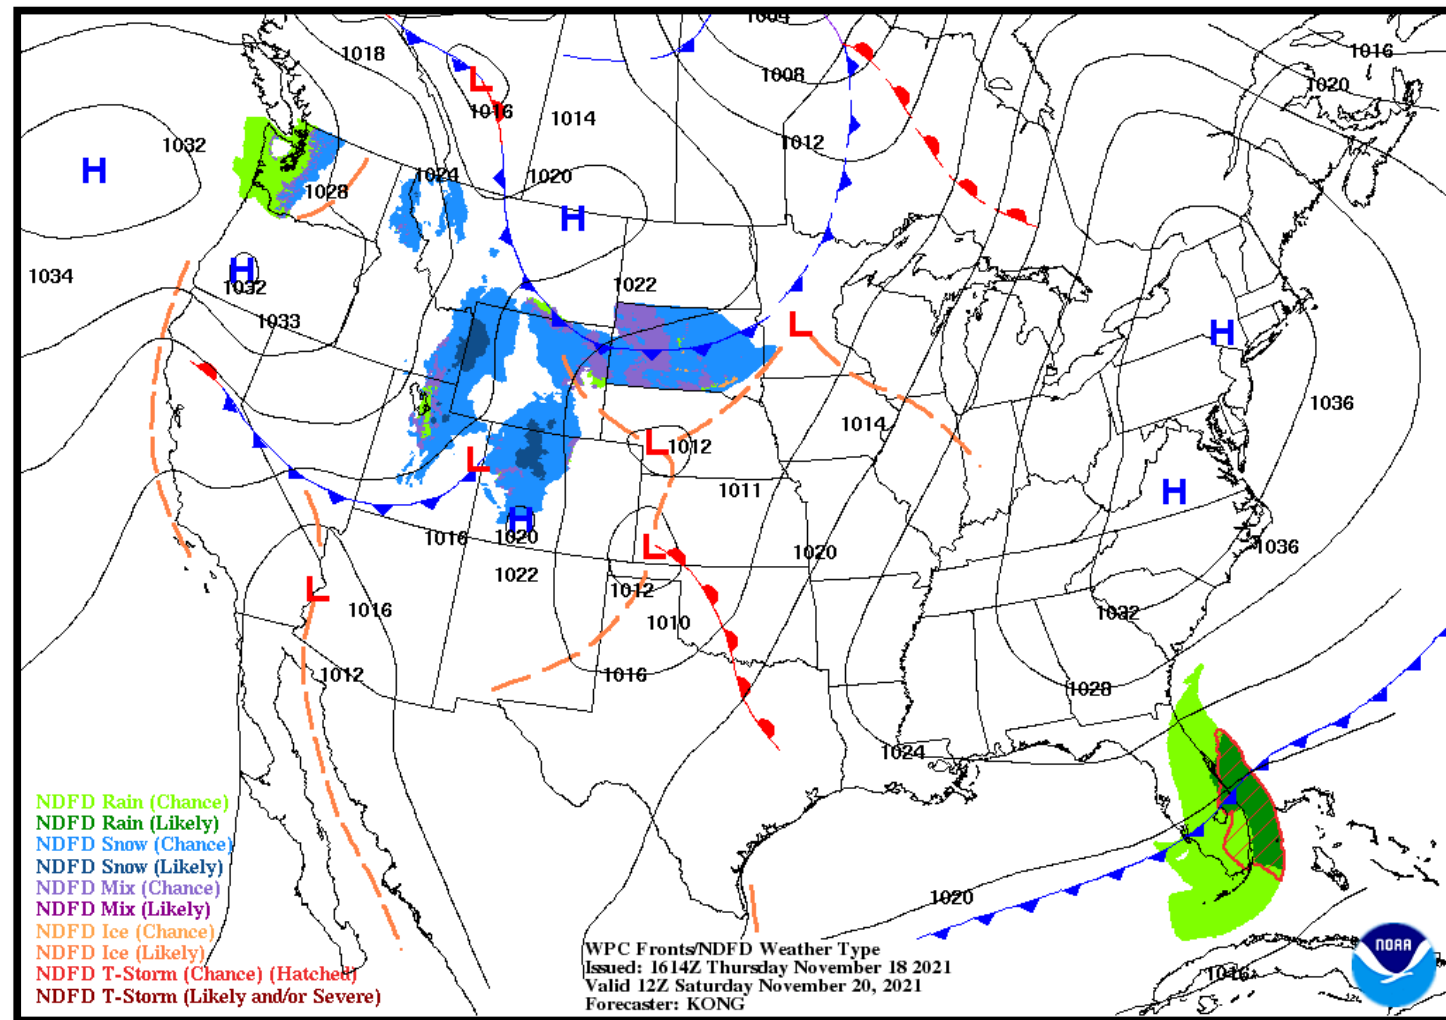 1004
1018
1016
1008
1020
1016
L
1014
1032
1012
H
1024
1020
1028
H
H
1034
1032
1022
1033
L
H
1036
1014
L
1012
L
1011
H
1016
H
1020
1020
1036
L
1022
1012
L
1016
1010
1032
1012
1016
1028
1024
NDFD Rain (Chance)
NDFD Rain (Likely)
NDFD Snow (Chance)
NDFD Snow (Likely)
NDFD Mix (Chance)
NDFD Mix (Likely)
NDFD Ice (Chance)
NDFD Ice (Likely)
NDFD T-Storm (Chance) (Hatched)
NDFD T-Storm (Likely and/or Severe)
1020
WPC Fronts/NDFD Weather Type
Issued: 1614Z Thursday November 18 2021
Valid 12Z Saturday November 20, 2021
Forecaster: KONG
1016
NOAA